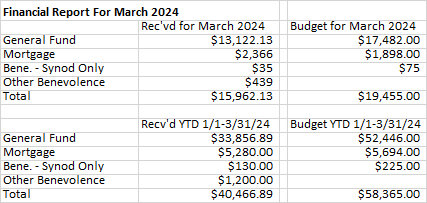 Financial Report For March 2024
Rec'vd for March 2024 Budget for March 2024
General Fund $13,122.13 $17,482.00
Mortgage $2,366 $1,898.00
Bene. - Synod Only $35 $75
Other Benevolence $439
Total $15,962.13 $19,455.00
Recv'd YTD 1/1-3/31/24 Budget YTD 1/1-3/31/24
General Fund $33,856.89 $52,446.00
Mortgage $5,280.00 $5,694.00
Bene. - Synod Only $130.00 $225.00
Other Benevolence $1,200.00
Total $40,466.89 $58,365.00